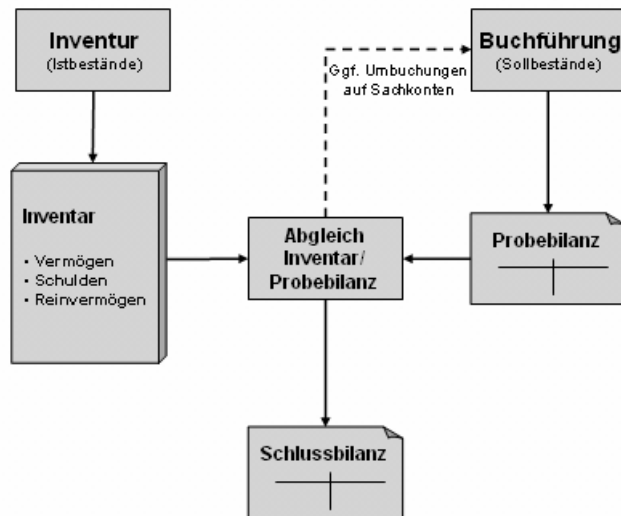 Inventur
(Istbestände)
Buchführung
(Sollbestände)
Ggf. Umbuchungen
auf Sachkonten
Inventar
• Vermögen
• Schulden
• Reinvermögen
Abgleich
Inventar/
Probebilanz
Probebilanz
Schlussbilanz